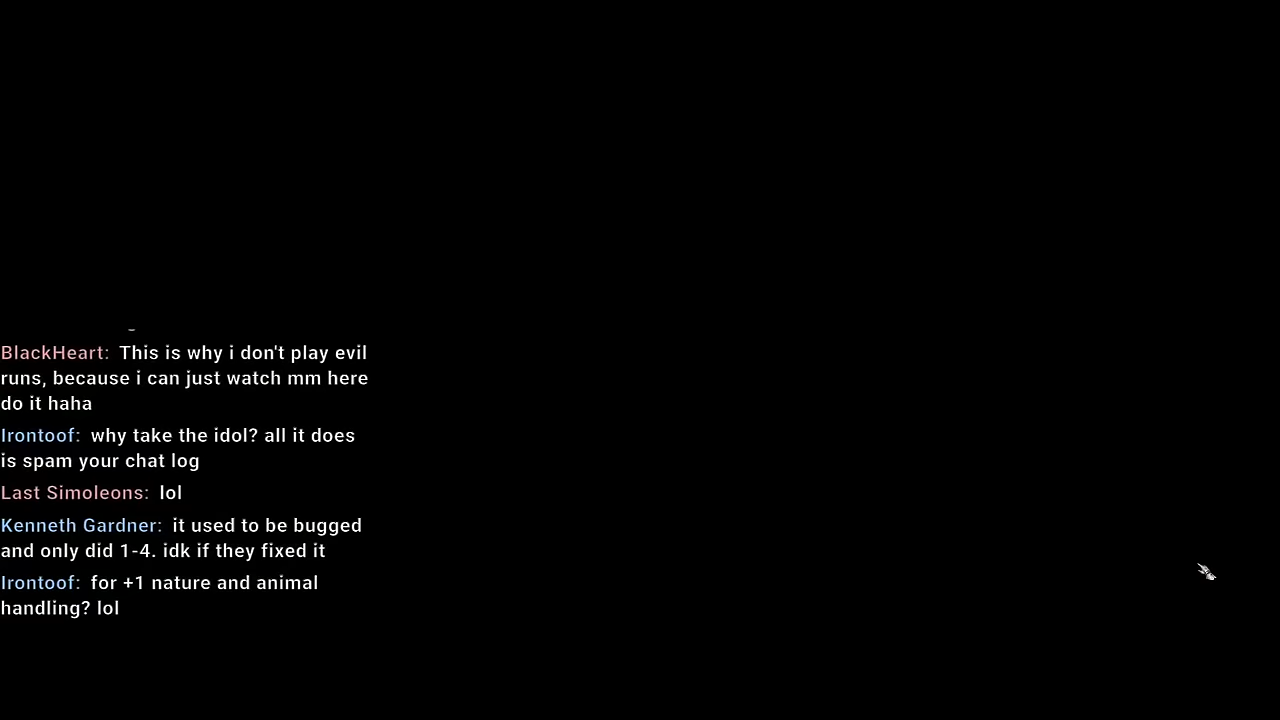 BlackHeart: This is why i don't play evil
runs, because i can just watch mm here
do it haha
Irontoof: why take the idol? all it does
is spam your chat log
Last Simoleons: lol
Kenneth Gardner: it used to be bugged
and only did 1-4. idk if they fixed it
Irontoof: for +1 nature and animal
handling? lol